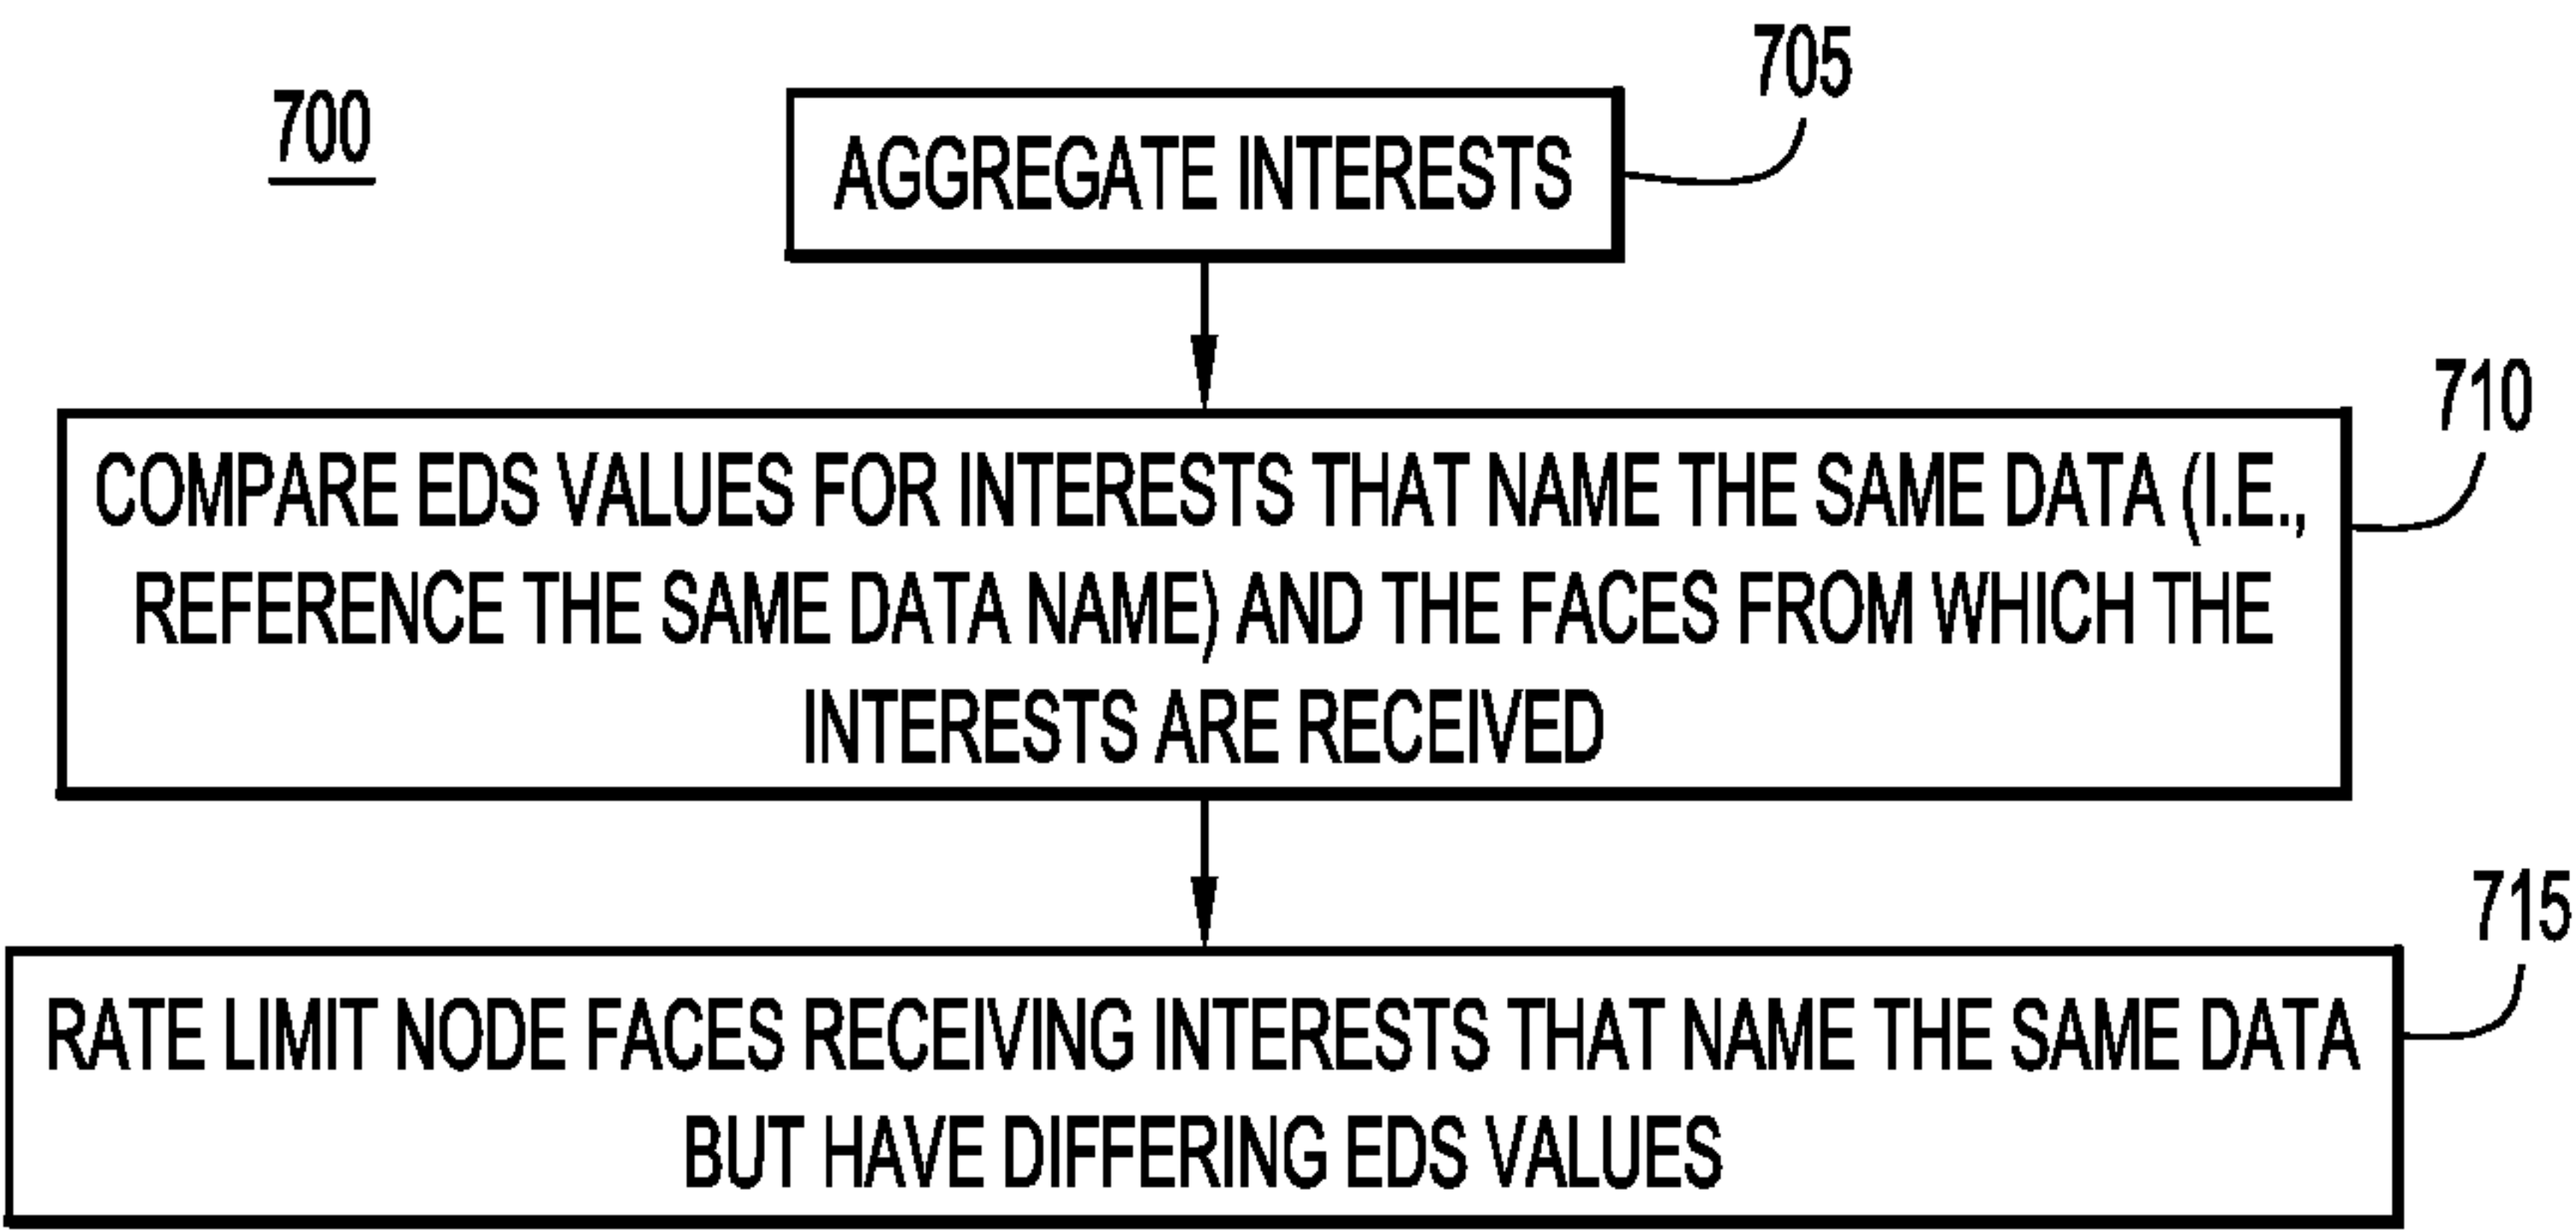 700
705
AGGREGATE INTERESTS
710
COMPARE EDS VALUES FOR INTERESTS THAT NAME THE SAME DATA (I.E.,
REFERENCE THE SAME DATA NAME) AND THE FACES FROM WHICH THE
INTERESTS ARE RECEIVED
715
RATE LIMIT NODE FACES RECEIVING INTERESTS THAT NAME THE SAME DATA
BUT HAVE DIFFERING EDS VALUES